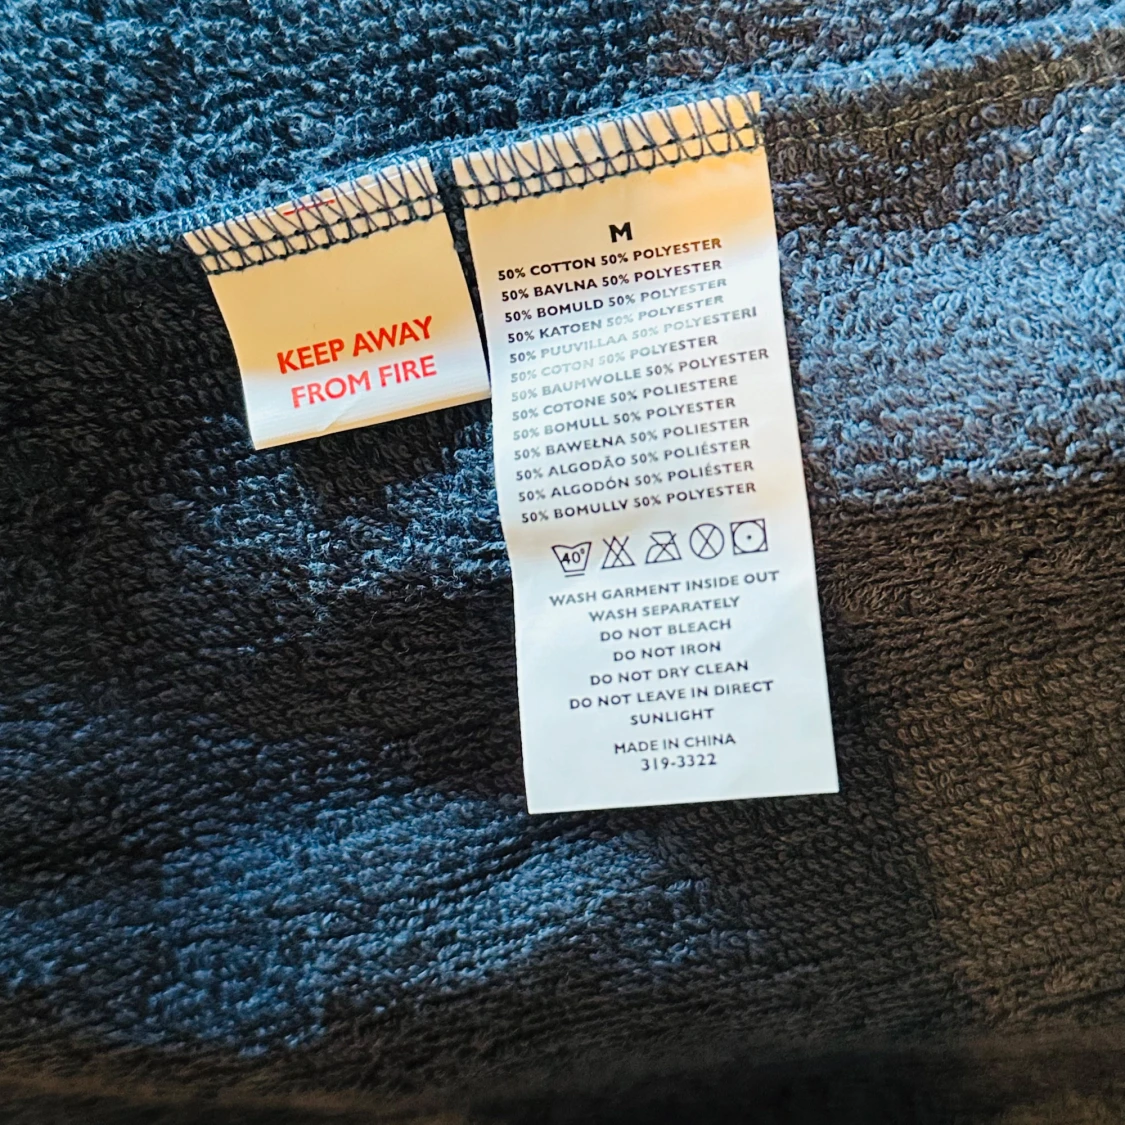 KEEP AWAY
FROM FIRE
M
50% COTTON 50% POLYESTER
50% BAVLNA 50% POLYESTER
50% BOMULD 50% POLYESTER
50% KATOEN 50% POLYESTER
50% PUUVILLAA 50% POLYESTERI
50% COTON 50% POLYESTER
50% BAUMWOLLE 50% POLYESTER
50% COTONE 50% POLIESTERE
50% BOMULL 50% POLYESTER
50% BAWEŁNA 50% POLIESTER
50% ALGODÃO 50% POLIÉSTER
50% ALGODÓN 50% POLIÉSTER
50% BOMULLV 50% POLYESTER
40°
WASH GARMENT INSIDE OUT
WASH SEPARATELY
DO NOT BLEACH
DO NOT IRON
DO NOT DRY CLEAN
DO NOT LEAVE IN DIRECT
SUNLIGHT
MADE IN CHINA
319-3322